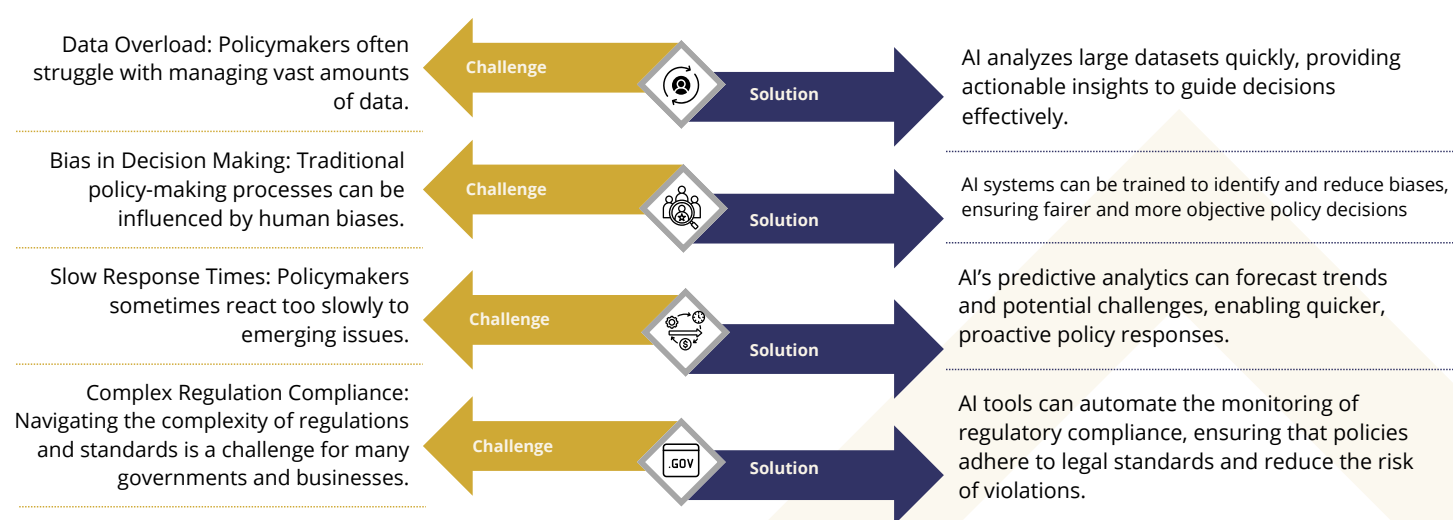 Data Overload: Policymakers often
struggle with managing vast amounts
of data.
Challenge
Solution
AI analyzes large datasets quickly, providing
actionable insights to guide decisions
effectively.
Bias in Decision Making: Traditional
policy-making processes can be
influenced by human biases.
Challenge
Solution
AI systems can be trained to identify and reduce biases,
ensuring fairer and more objective policy decisions
Slow Response Times: Policymakers
sometimes react too slowly to
emerging issues.
Challenge
Solution
AI’s predictive analytics can forecast trends
and potential challenges, enabling quicker,
proactive policy responses.
Complex Regulation Compliance:
Navigating the complexity of regulations
and standards is a challenge for many
governments and businesses.
Challenge
.GOV
Solution
AI tools can automate the monitoring of
regulatory compliance, ensuring that policies
adhere to legal standards and reduce the risk
of violations.